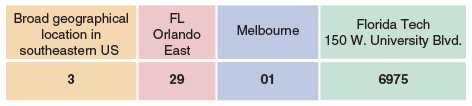 Broad geographical
location in
southeastern US
FL
Orlando
East
Melbourne
Florida Tech
150 W. University Blvd.
3
29
01
6975